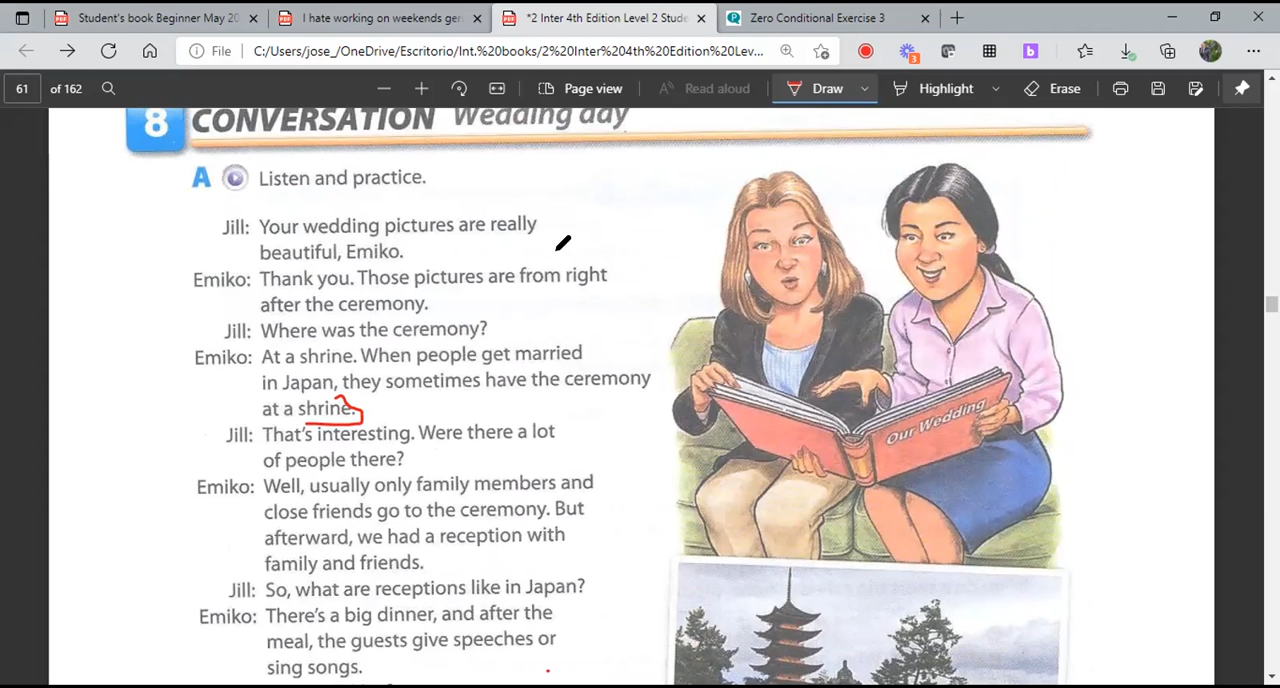 Student's book Beginner May 20
I hate working on weekends ger
*2 Inter 4th Edition Level 2 Stude
Zero Conditional Exercise 3
File
C:/Users/jose_/OneDrive/Escritorio/Int.%20books/2%20Inter%204th%20Edition%20Lev...
3
b
61 of 162
Page view
Read aloud
Draw
Highlight
Erase
8 CONVERSATION Wedding day
A Listen and practice.
Jill: Your wedding pictures are really
beautiful, Emiko.
Emiko: Thank you. Those pictures are from right
after the ceremony.
Jill: Where was the ceremony?
Emiko: At a shrine. When people get married
in Japan, they sometimes have the ceremony
at a shrine.
Jill: That's interesting. Were there a lot
of people there?
Emiko: Well, usually only family members and
close friends go to the ceremony. But
afterward, we had a reception with
family and friends.
Jill: So, what are receptions like in Japan?
Emiko: There's a big dinner, and after the
meal, the guests give speeches or
sing songs.
Our Wedding